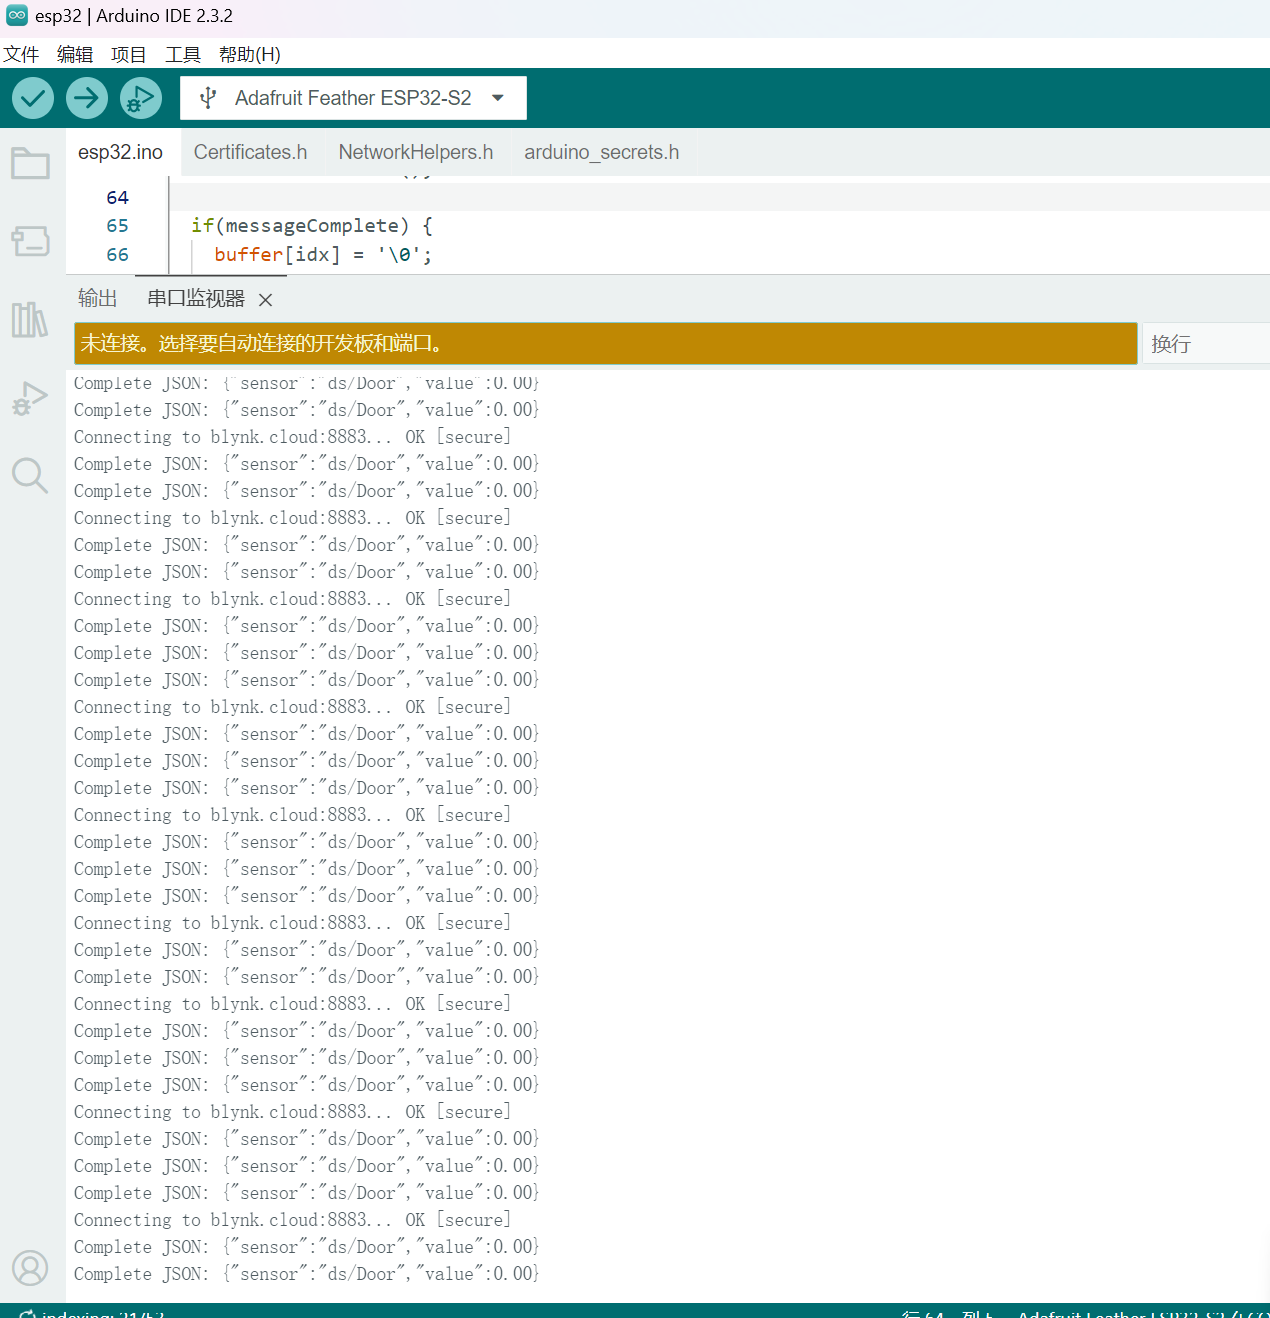 esp32 | Arduino IDE 2.3.2
文件 编辑 项目 工具 帮助(H)
Adafruit Feather ESP32-S2
esp32.ino Certificates.h NetworkHelpers.h arduino_secrets.h
64
65 if(messageComplete) {
66 buffer[idx] = '\0';
输出 串口监视器
未连接。选择要自动连接的开发板和端口。 换行
Complete JSON: {"sensor":"ds/Door","value":0.00}
Complete JSON: {"sensor":"ds/Door","value":0.00}
Connecting to blynk.cloud:8883... OK [secure]
Complete JSON: {"sensor":"ds/Door","value":0.00}
Complete JSON: {"sensor":"ds/Door","value":0.00}
Connecting to blynk.cloud:8883... OK [secure]
Complete JSON: {"sensor":"ds/Door","value":0.00}
Complete JSON: {"sensor":"ds/Door","value":0.00}
Connecting to blynk.cloud:8883... OK [secure]
Complete JSON: {"sensor":"ds/Door","value":0.00}
Complete JSON: {"sensor":"ds/Door","value":0.00}
Complete JSON: {"sensor":"ds/Door","value":0.00}
Connecting to blynk.cloud:8883... OK [secure]
Complete JSON: {"sensor":"ds/Door","value":0.00}
Complete JSON: {"sensor":"ds/Door","value":0.00}
Complete JSON: {"sensor":"ds/Door","value":0.00}
Connecting to blynk.cloud:8883... OK [secure]
Complete JSON: {"sensor":"ds/Door","value":0.00}
Complete JSON: {"sensor":"ds/Door","value":0.00}
Complete JSON: {"sensor":"ds/Door","value":0.00}
Connecting to blynk.cloud:8883... OK [secure]
Complete JSON: {"sensor":"ds/Door","value":0.00}
Complete JSON: {"sensor":"ds/Door","value":0.00}
Connecting to blynk.cloud:8883... OK [secure]
Complete JSON: {"sensor":"ds/Door","value":0.00}
Complete JSON: {"sensor":"ds/Door","value":0.00}
Complete JSON: {"sensor":"ds/Door","value":0.00}
Connecting to blynk.cloud:8883... OK [secure]
Complete JSON: {"sensor":"ds/Door","value":0.00}
Complete JSON: {"sensor":"ds/Door","value":0.00}
Complete JSON: {"sensor":"ds/Door","value":0.00}
Connecting to blynk.cloud:8883... OK [secure]
Complete JSON: {"sensor":"ds/Door","value":0.00}
Complete JSON: {"sensor":"ds/Door","value":0.00}
indexing: 行 64，列 5 Adafruit Feather